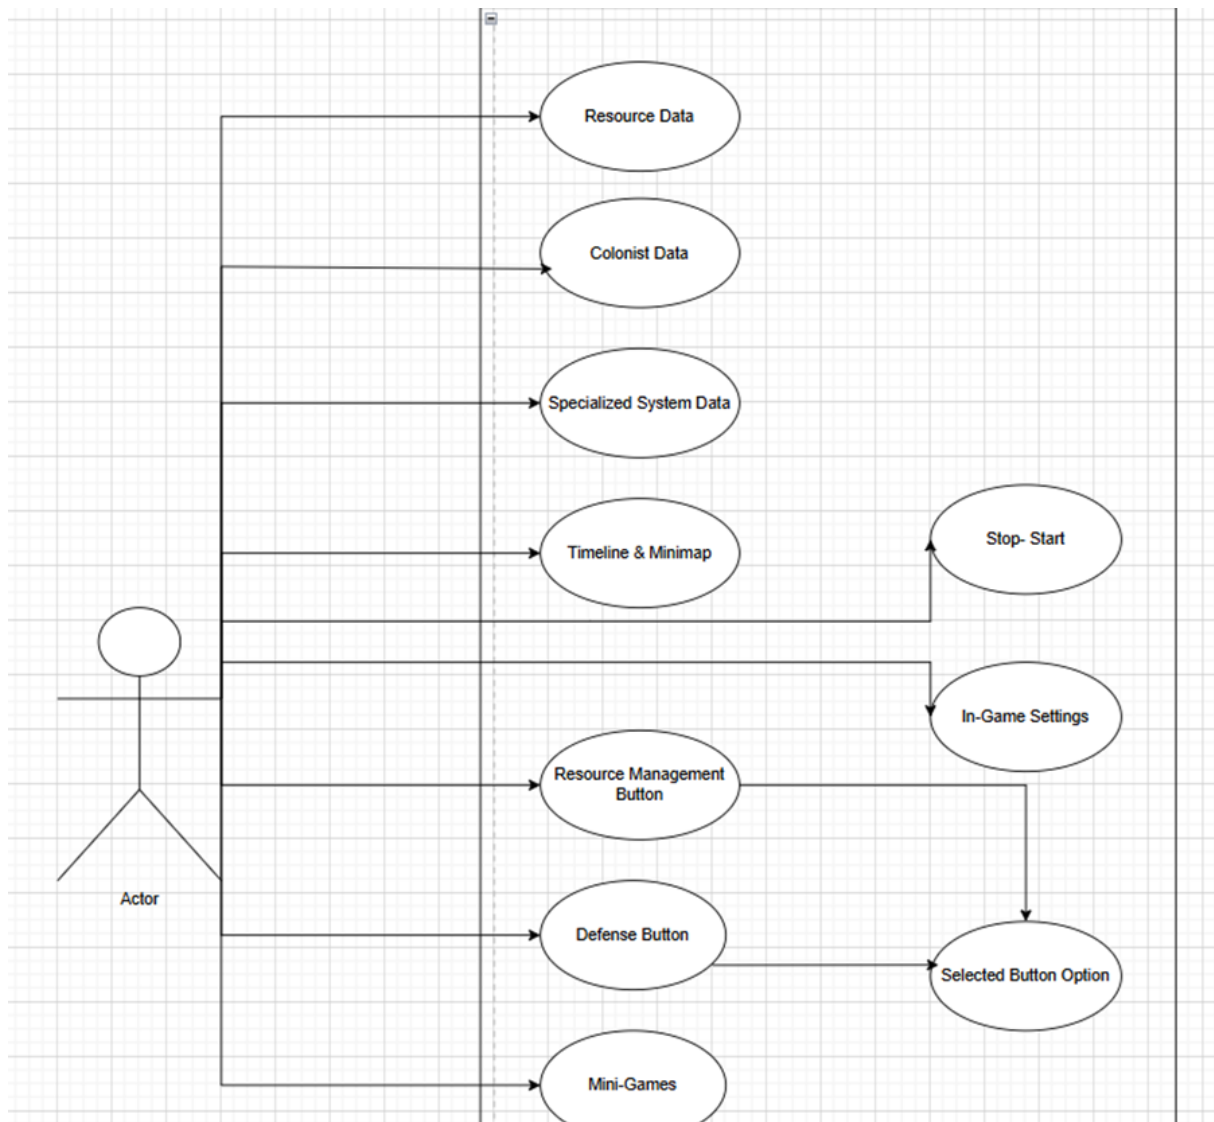 Resource Data
Colonist Data
Specialized System Data
Timeline & Minimap
Stop- Start
In-Game Settings
Resource Management
Button
Actor
Defense Button
Selected Button Option
Mini-Games